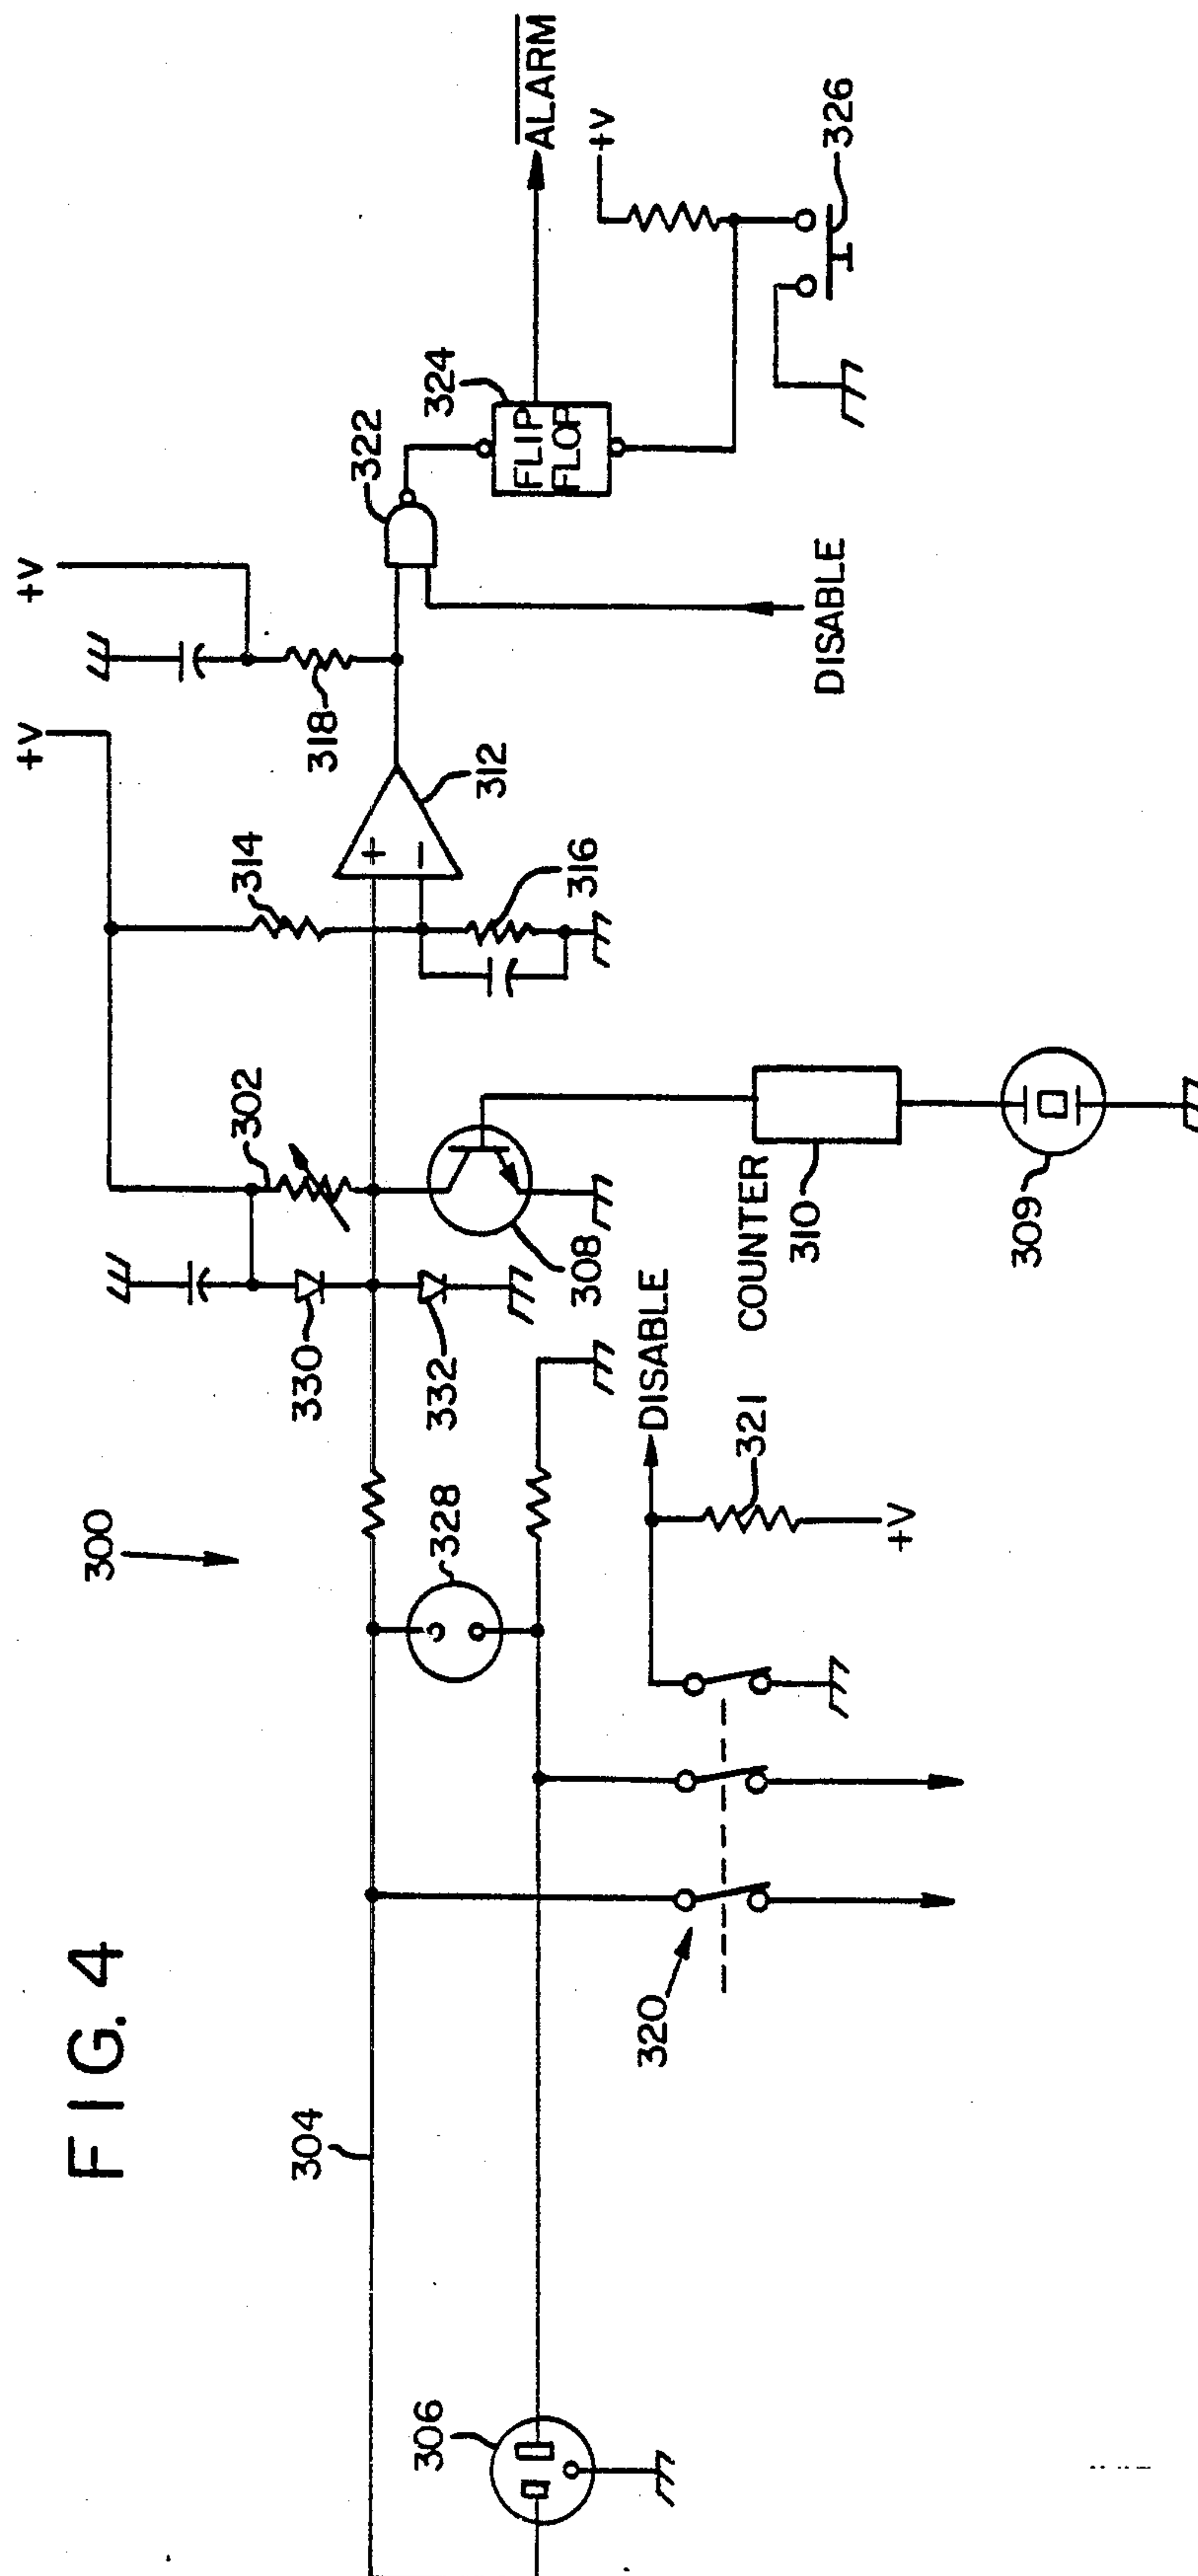 FIG. 4
300
304
306
320
328
330
332
302
308
314
316
312
318
322
324
326
+V
+V
+
−
FLIP
FLOP
ALARM
+V
DISABLE
DISABLE
321
+V
COUNTER
310
309